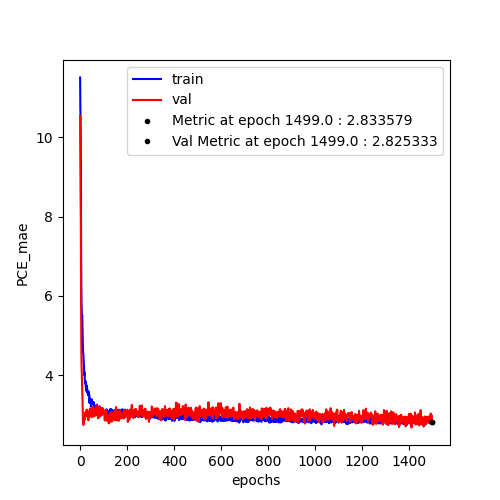 train
val
Metric at epoch 1499.0 : 2.833579
Val Metric at epoch 1499.0 : 2.825333
10
8
6
4
PCE_mae
0 200 400 600 800 1000 1200 1400
epochs